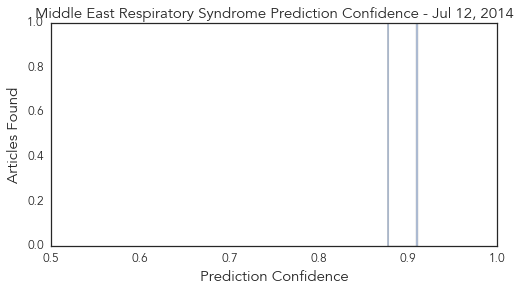 Middle East Respiratory Syndrome Prediction Confidence - Jul 12, 2014
1.0
0.8
0.6
0.4
0.2
0.0
Articles Found
0.5 0.6 0.7 0.8 0.9 1.0
Prediction Confidence